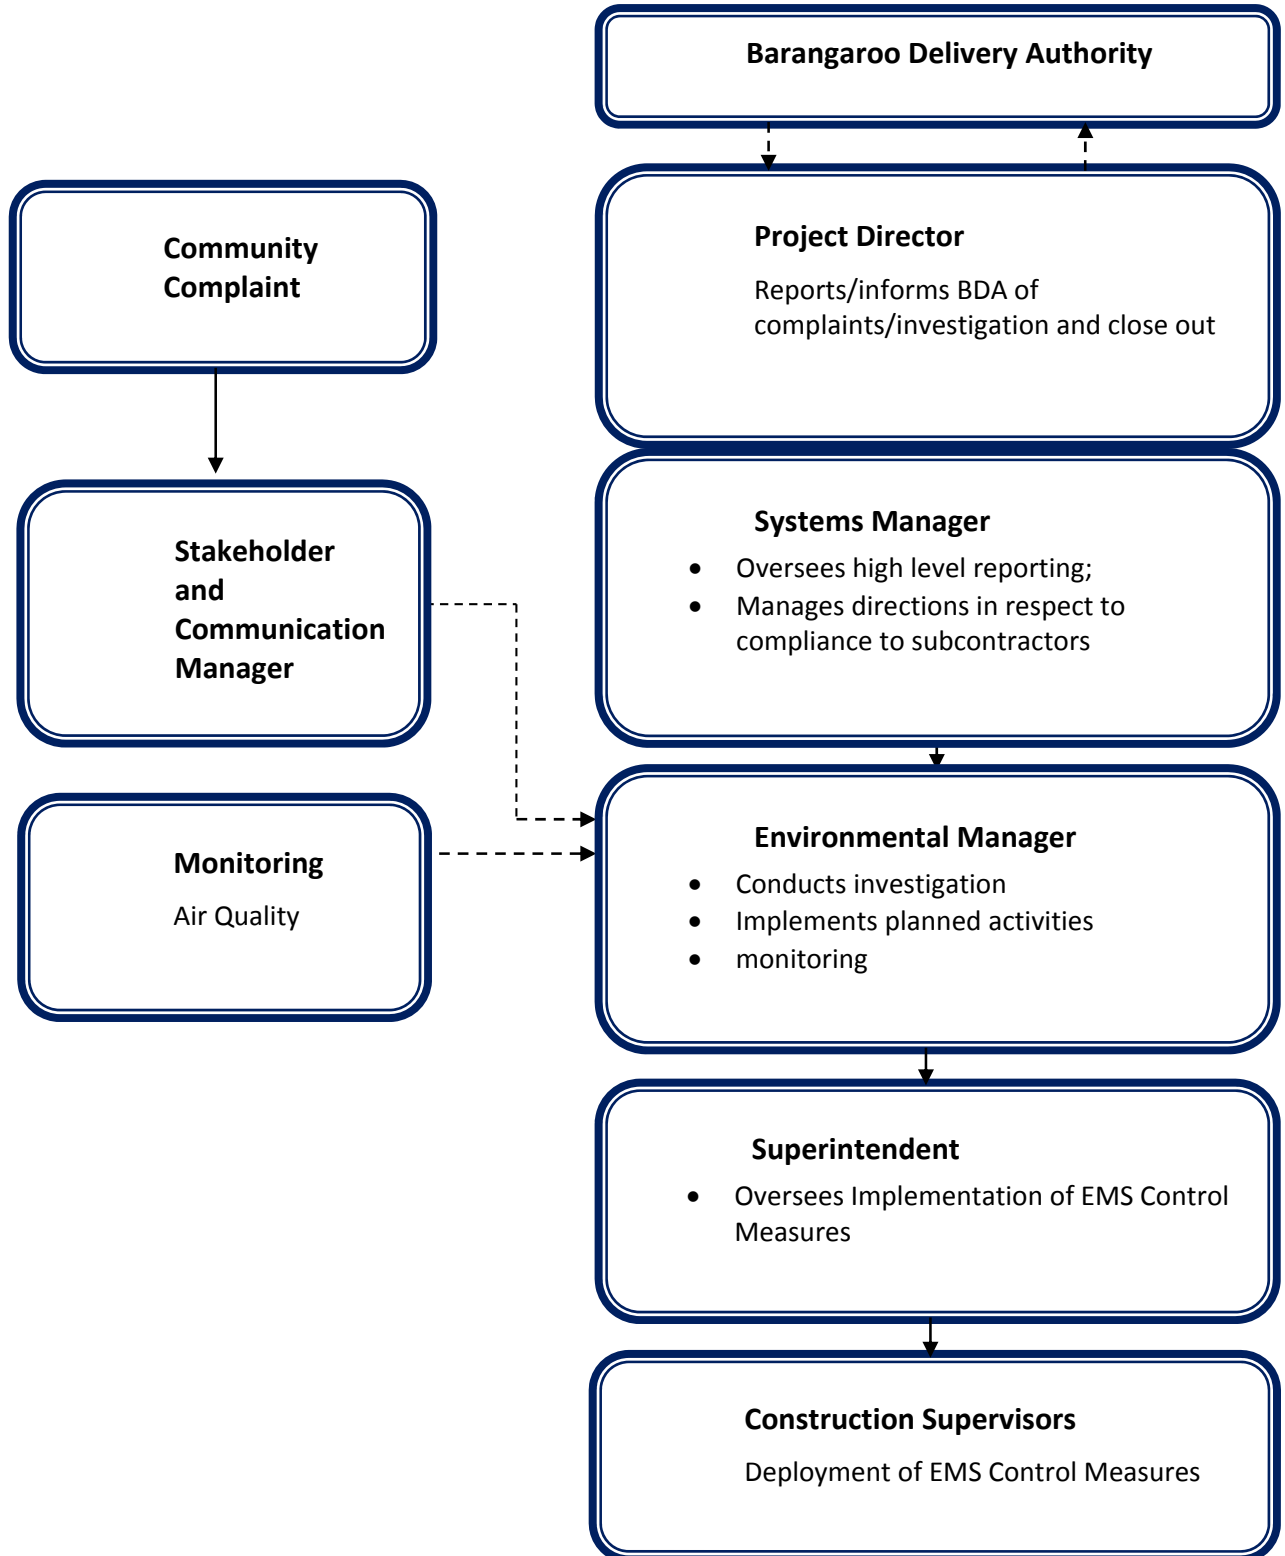 Barangaroo Delivery Authority
Community
Complaint
Project Director
Reports/informs BDA of
complaints/investigation and close out
Stakeholder
and
Communication
Manager
Systems Manager
• Oversees high level reporting;
• Manages directions in respect to
compliance to subcontractors
Monitoring
Air Quality
Environmental Manager
• Conducts investigation
• Implements planned activities
• monitoring
Superintendent
• Oversees Implementation of EMS Control
Measures
Construction Supervisors
Deployment of EMS Control Measures